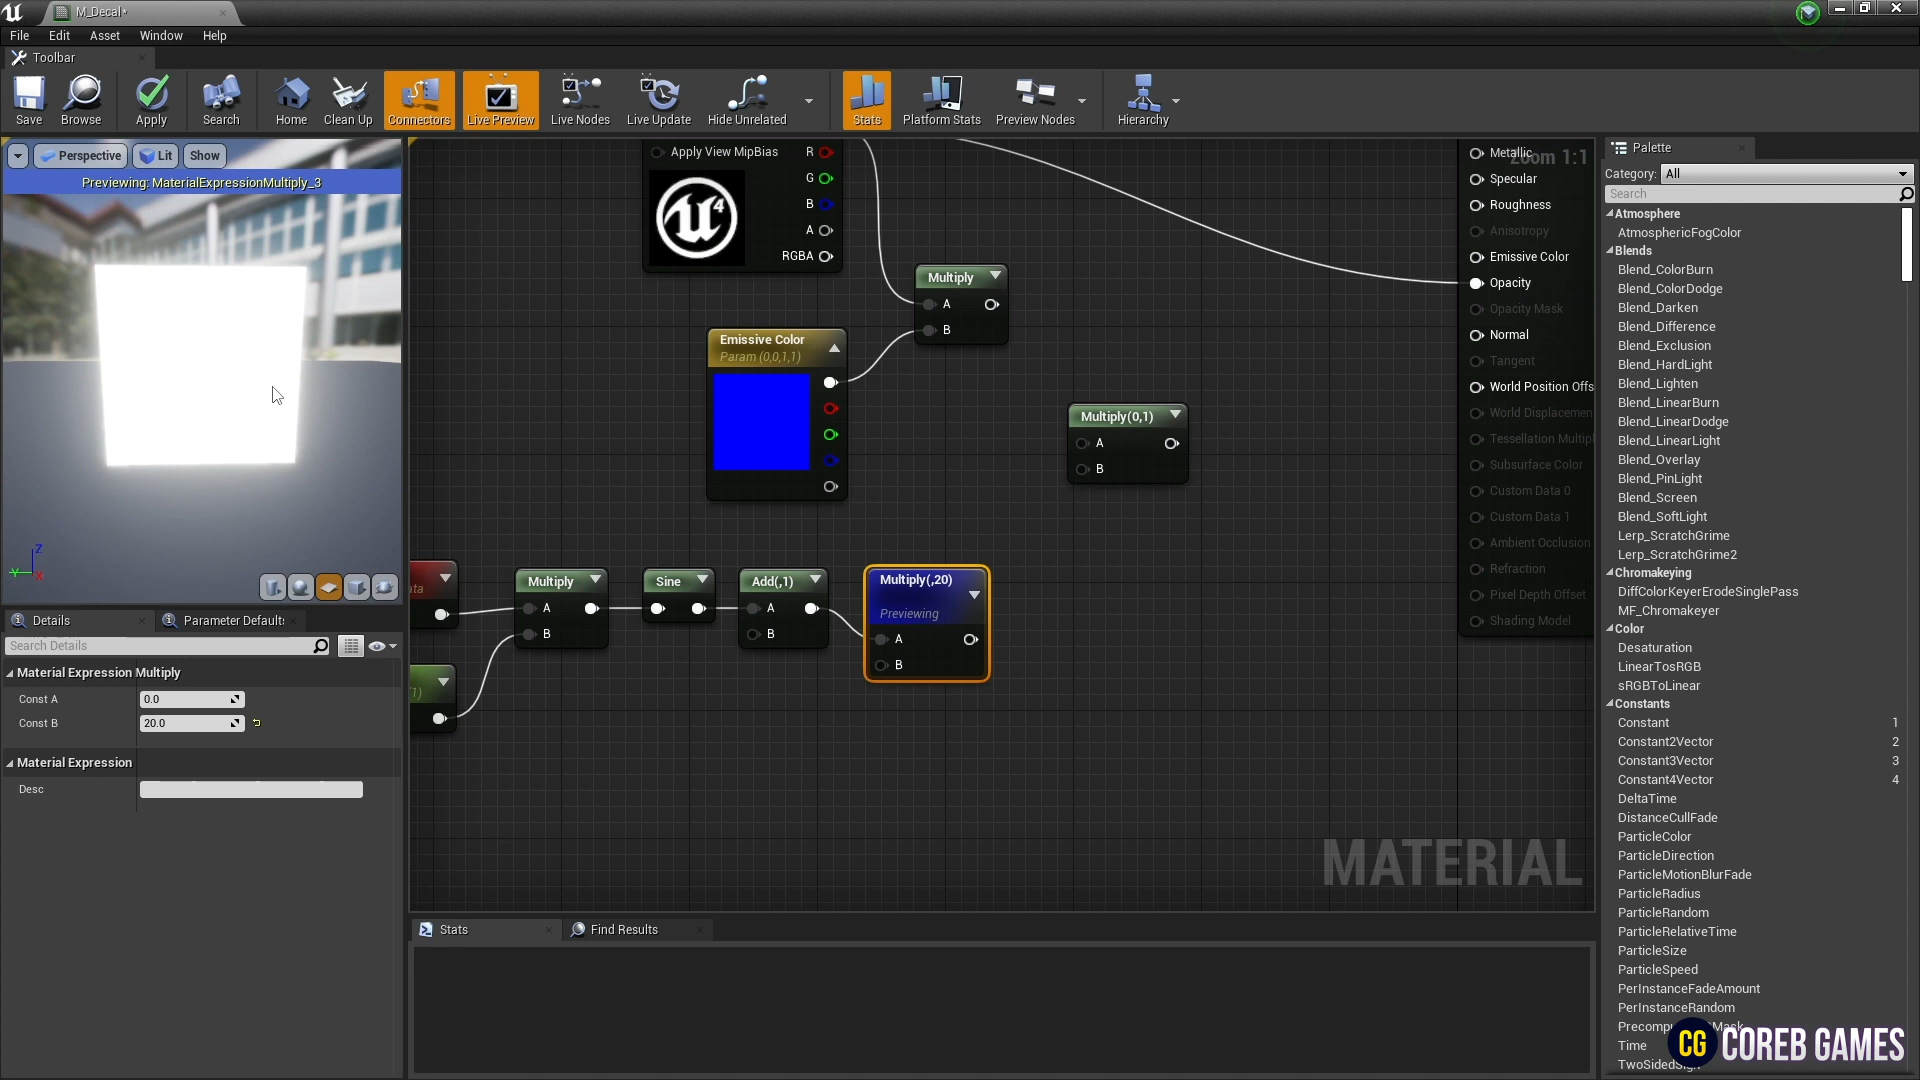 M_Decal*
File Edit Asset Window Help
Toolbar
Save Browse Apply Search Home Clean Up Connectors Live Preview Live Nodes Live Update Hide Unrelated Stats Platform Stats Preview Nodes Hierarchy
Perspective Lit Show
Previewing: MaterialExpressionMultiply_3
Z
Y
X
Details Parameter Defaults
Search Details
Material Expression Multiply
Const A 0.0
Const B 20.0
Material Expression
Desc
Zoom 1:1
Apply View MipBias R
G
B
A
RGBA
4
Multiply
A
B
Emissive Color
Param (0,0,1,1)
Multiply(0,1)
A
B
Multiply
A
B
Sine
Add(,1)
A
B
Multiply(,20)
Previewing
A
B
Metallic
Specular
Roughness
Anisotropy
Emissive Color
Opacity
Opacity Mask
Normal
Tangent
World Position Offs
World Displacemen
Tessellation Multipl
Subsurface Color
Custom Data 0
Custom Data 1
Ambient Occlusion
Refraction
Pixel Depth Offset
Shading Model
MATERIAL
Stats Find Results
Palette
Category: All
Search
Atmosphere
AtmosphericFogColor
Blends
Blend_ColorBurn
Blend_ColorDodge
Blend_Darken
Blend_Difference
Blend_Exclusion
Blend_HardLight
Blend_Lighten
Blend_LinearBurn
Blend_LinearDodge
Blend_LinearLight
Blend_Overlay
Blend_PinLight
Blend_Screen
Blend_SoftLight
Lerp_ScratchGrime
Lerp_ScratchGrime2
Chromakeying
DiffColorKeyerErodeSinglePass
MF_Chromakeyer
Color
Desaturation
LinearTosRGB
sRGBToLinear
Constants
Constant 1
Constant2Vector 2
Constant3Vector 3
Constant4Vector 4
DeltaTime
DistanceCullFade
ParticleColor
ParticleDirection
ParticleMotionBlurFade
ParticleRadius
ParticleRandom
ParticleRelativeTime
ParticleSize
ParticleSpeed
PerInstanceFadeAmount
PerInstanceRandom
Time
CG COREB GAMES